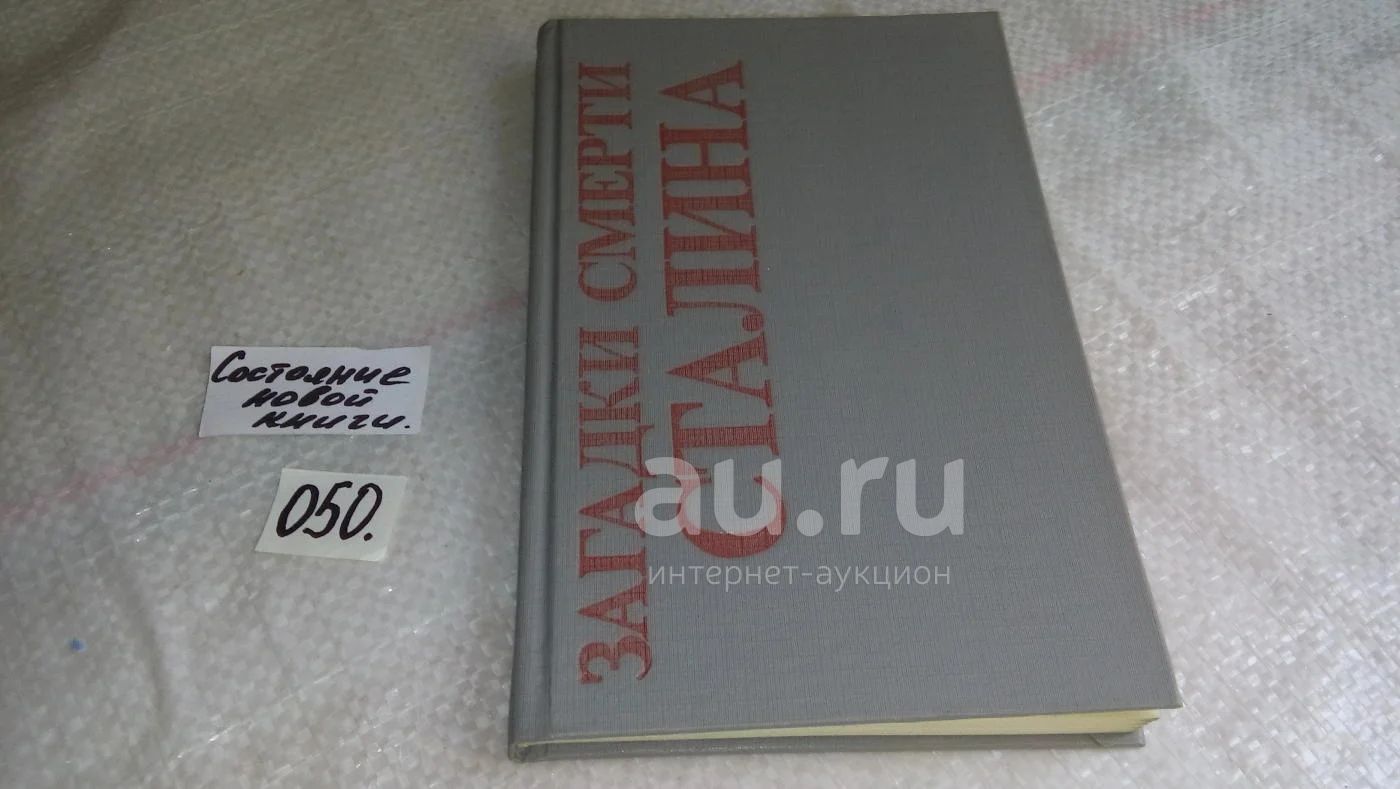 ЗАГАДКИ СМЕРТИ
СТАЛИНА
Состояние
новой
книги.
050.
au.ru
интернет-аукцион